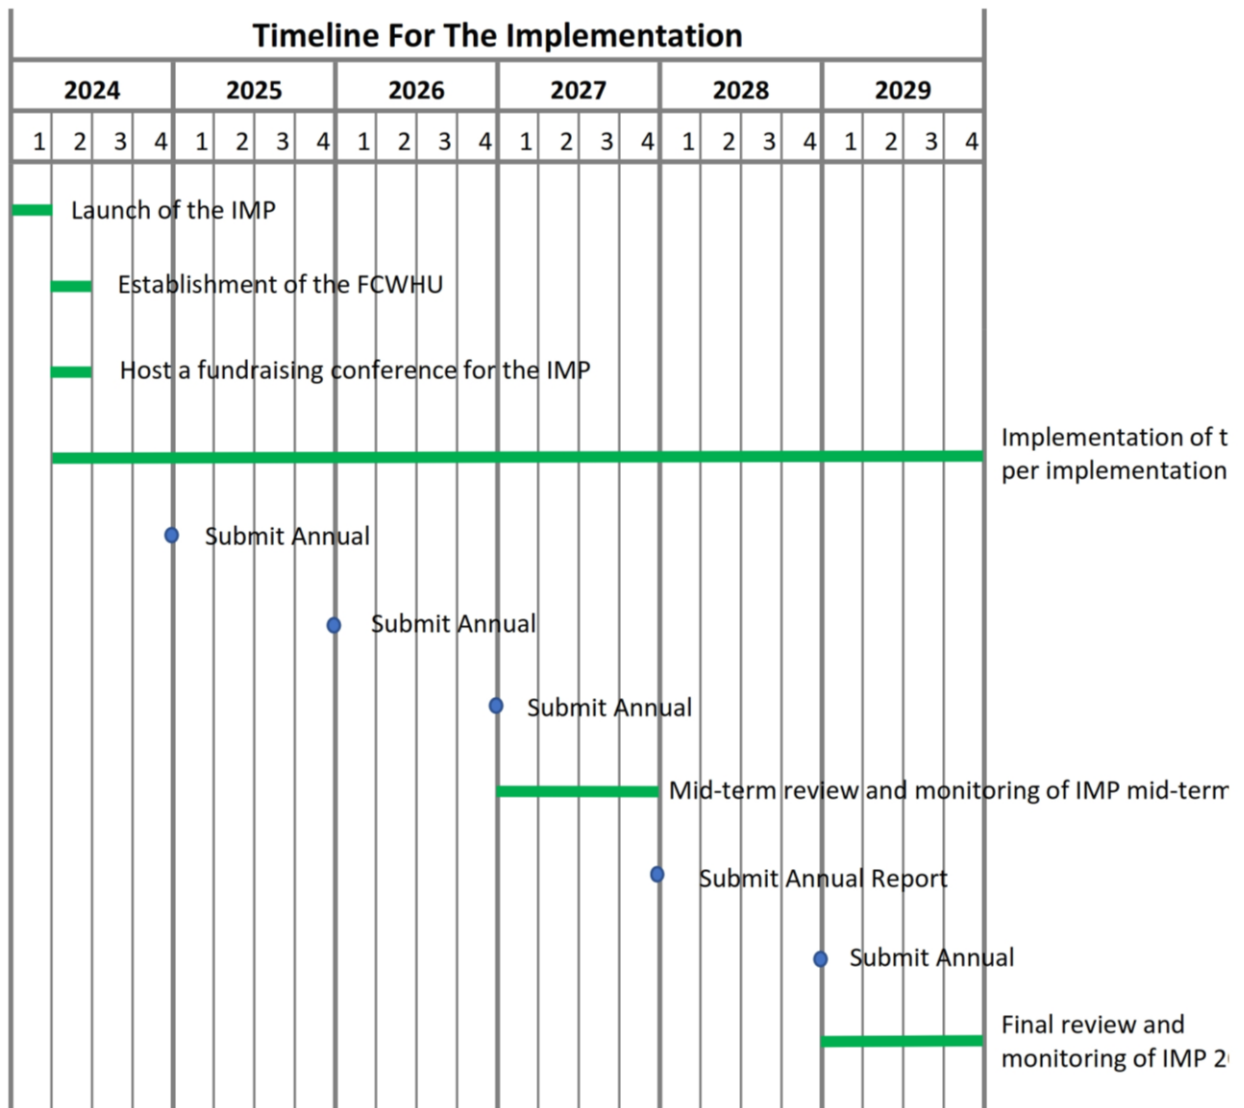 Timeline For The Implementation
2024 2025 2026 2027 2028 2029
1 2 3 4 1 2 3 4 1 2 3 4 1 2 3 4 1 2 3 4 1 2 3 4
Launch of the IMP
Establishment of the FCWHU
Host a fundraising conference for the IMP
Implementation of t
per implementation
Submit Annual
Submit Annual
Submit Annual
Mid-term review and monitoring of IMP mid-term
Submit Annual Report
Submit Annual
Final review and
monitoring of IMP 2